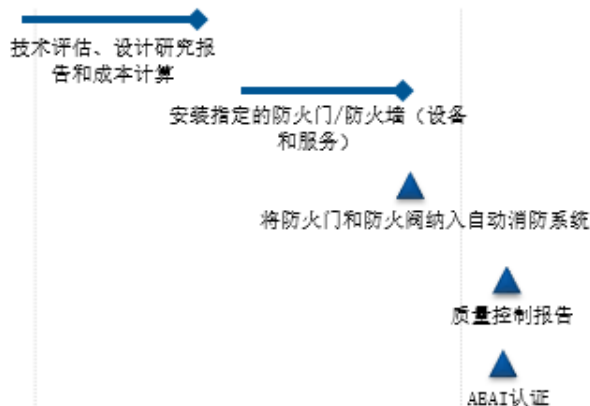 技术评估、设计研究报
告和成本计算
安装指定的防火门/防火墙（设备
和服务）
将防火门和防火阀纳入自动消防系统
质量控制报告
AEAI认证